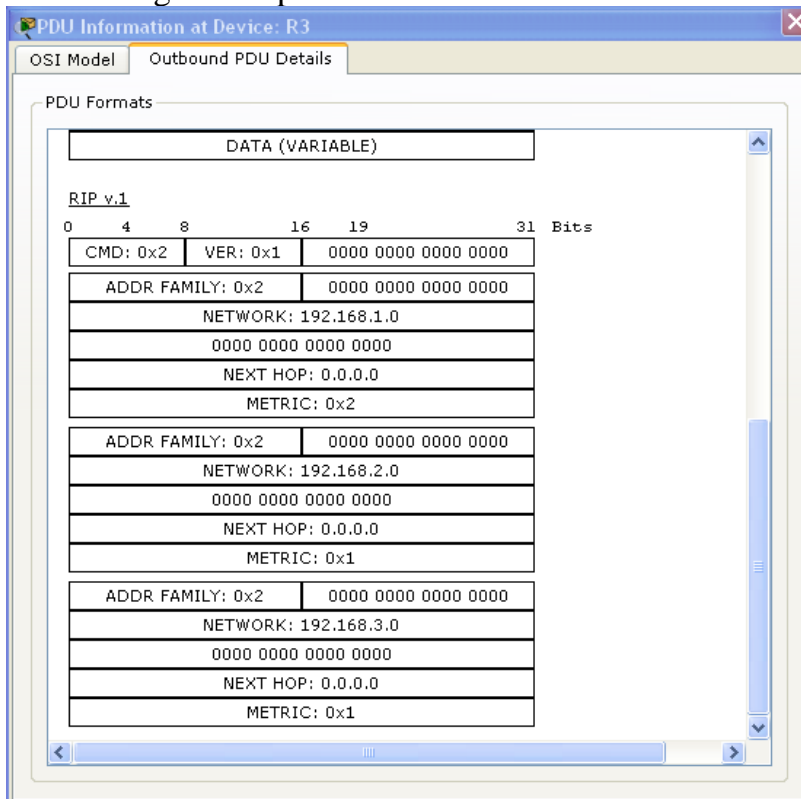 PDU Information at Device: R3
OSI Model Outbound PDU Details
PDU Formats
DATA (VARIABLE)
RIP v.1
0 4 8 16 19 31 Bits
CMD: 0x2 VER: 0x1 0000 0000 0000 0000
ADDR FAMILY: 0x2 0000 0000 0000 0000
NETWORK: 192.168.1.0
0000 0000 0000 0000
NEXT HOP: 0.0.0.0
METRIC: 0x2
ADDR FAMILY: 0x2 0000 0000 0000 0000
NETWORK: 192.168.2.0
0000 0000 0000 0000
NEXT HOP: 0.0.0.0
METRIC: 0x1
ADDR FAMILY: 0x2 0000 0000 0000 0000
NETWORK: 192.168.3.0
0000 0000 0000 0000
NEXT HOP: 0.0.0.0
METRIC: 0x1